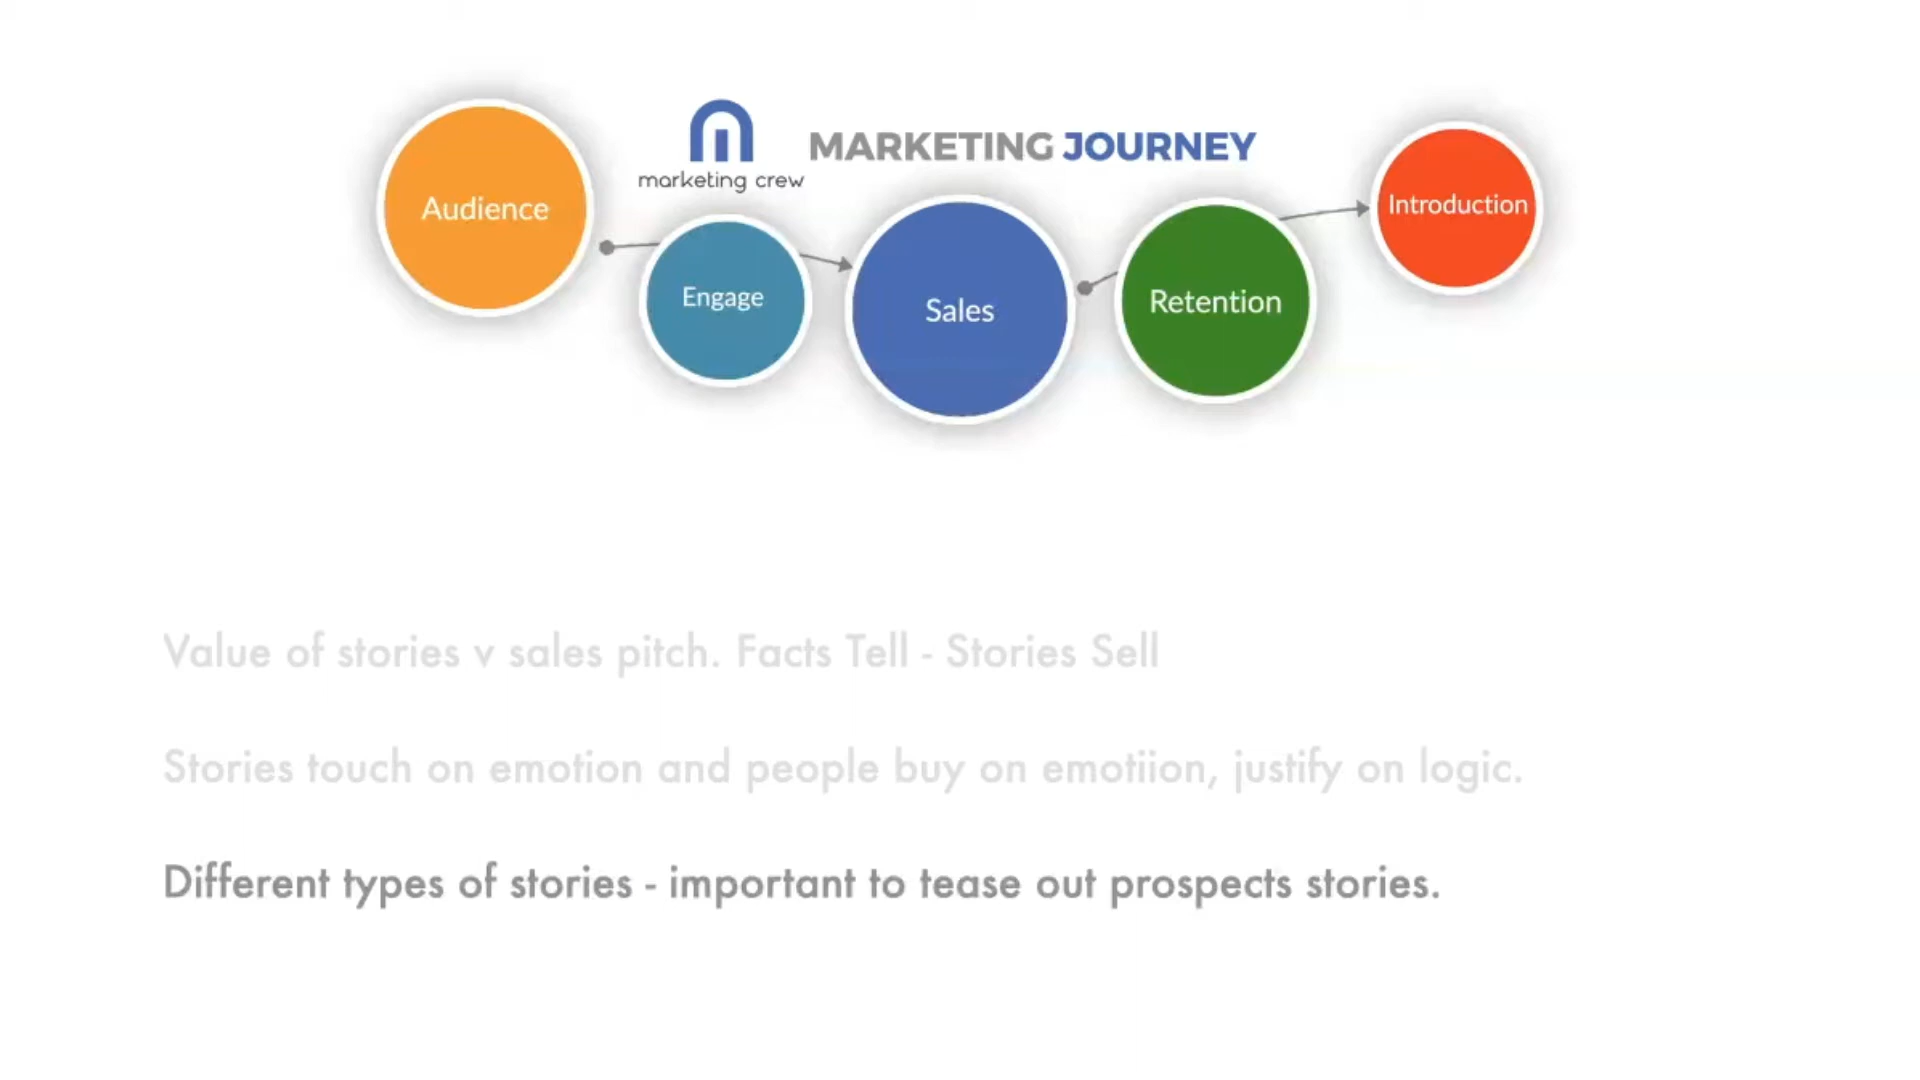 MARKETING JOURNEY
marketing crew
Audience
Engage
Sales
Retention
Introduction
Value of stories v sales pitch. Facts Tell - Stories Sell
Stories touch on emotion and people buy on emotiion, justify on logic.
Different types of stories - important to tease out prospects stories.